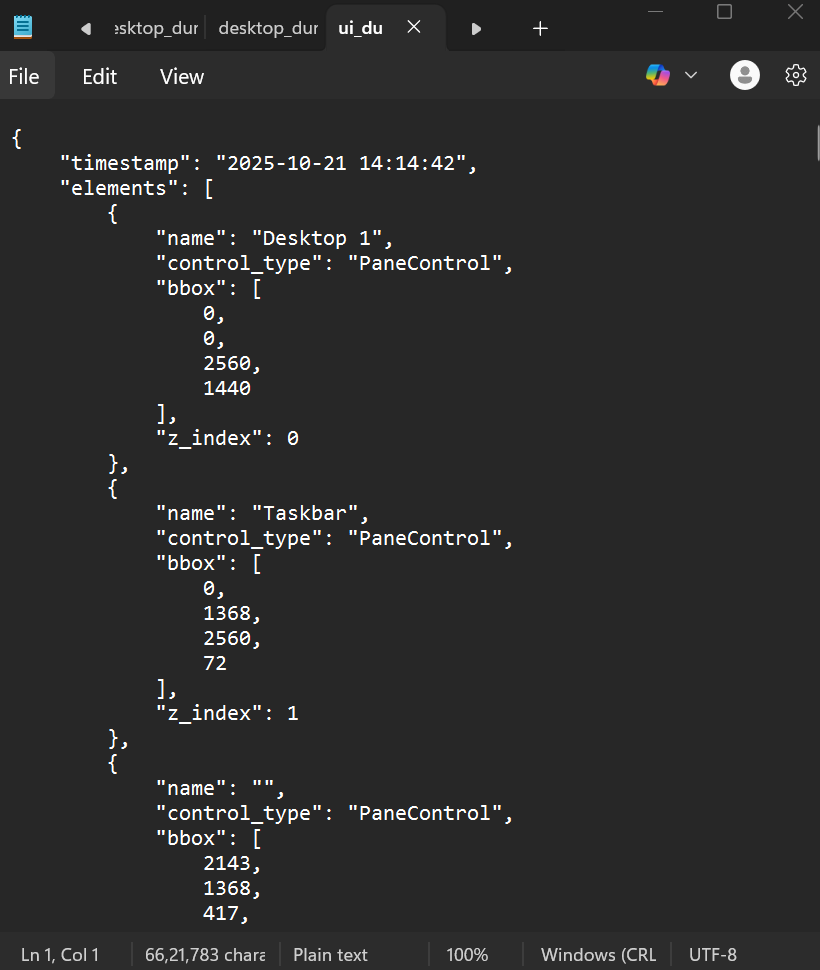 esktop_dur desktop_dur ui_du
File Edit View
{
    "timestamp": "2025-10-21 14:14:42",
    "elements": [
        {
            "name": "Desktop 1",
            "control_type": "PaneControl",
            "bbox": [
                0,
                0,
                2560,
                1440
            ],
            "z_index": 0
        },
        {
            "name": "Taskbar",
            "control_type": "PaneControl",
            "bbox": [
                0,
                1368,
                2560,
                72
            ],
            "z_index": 1
        },
        {
            "name": "",
            "control_type": "PaneControl",
            "bbox": [
                2143,
                1368,
                417,
Ln 1, Col 1 66,21,783 chara Plain text 100% Windows (CRL UTF-8